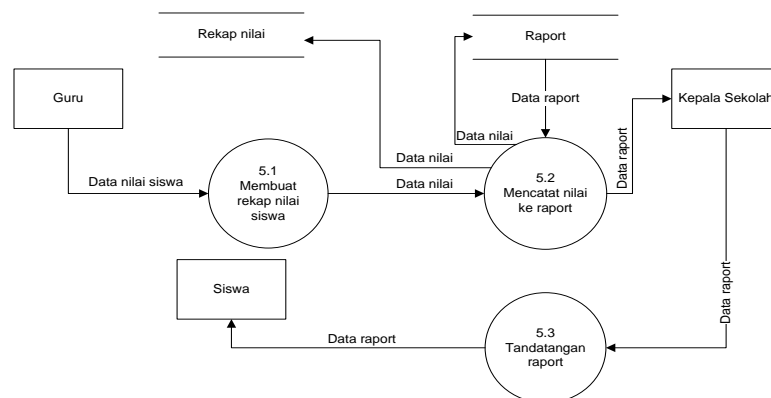 Rekap nilai
Raport
Guru
Kepala Sekolah
Data raport
Data nilai
Data nilai
Data raport
Data nilai siswa
5.1
Membuat
rekap nilai
siswa
Data nilai
5.2
Mencatat nilai
ke raport
Siswa
Data raport
Data raport
5.3
Tandatangan
raport